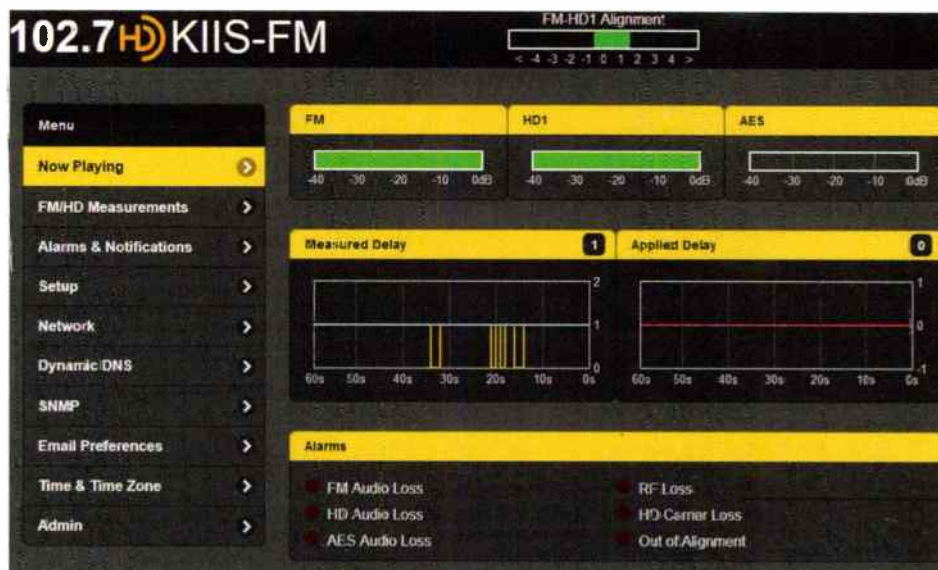 102.7 HD KIIS-FM
FM-HD1 Alignment
< -4 -3 -2 -1 0 1 2 3 4 >
Menu
Now Playing
FM/HD Measurements
Alarms & Notifications
Setup
Network
Dynamic DNS
SNMP
Email Preferences
Time & Time Zone
Admin
FM
-40 -30 -20 -10 0dB
HD1
-40 -30 -20 -10 0dB
AES
-40 -30 -20 -10 0dB
Measured Delay 1
2
1
0
60s 50s 40s 30s 20s 10s 0s
Applied Delay 0
1
0
-1
60s 50s 40s 30s 20s 10s 0s
Alarms
FM Audio Loss
HD Audio Loss
AES Audio Loss
RF Loss
HD Carrier Loss
Out of Alignment